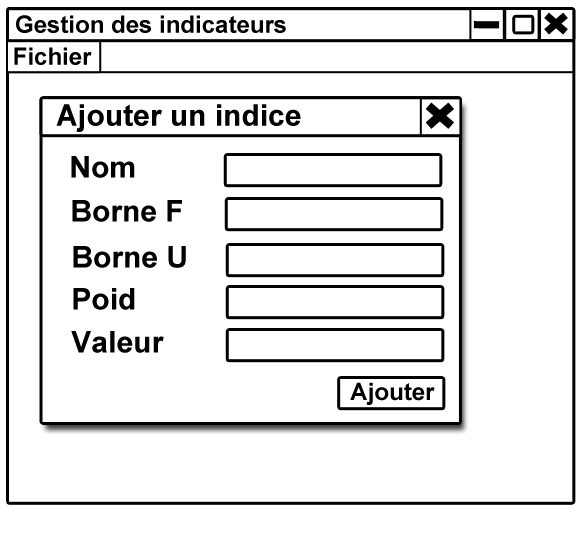 Gestion des indicateurs
Fichier
Ajouter un indice
Nom
Borne F
Borne U
Poid
Valeur
Ajouter